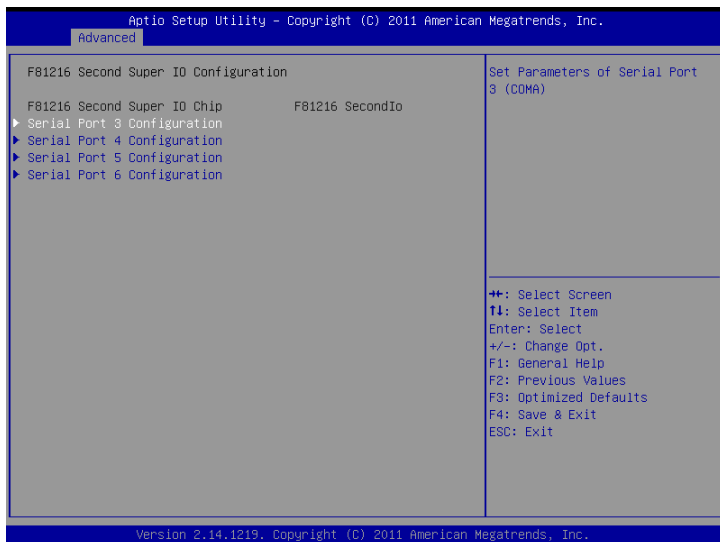 Aptio Setup Utility – Copyright (C) 2011 American Megatrends, Inc.
Advanced
F81216 Second Super IO Configuration
F81216 Second Super IO Chip F81216 SecondIo
▶ Serial Port 3 Configuration
▶ Serial Port 4 Configuration
▶ Serial Port 5 Configuration
▶ Serial Port 6 Configuration
Set Parameters of Serial Port
3 (COMA)
→←: Select Screen
↑↓: Select Item
Enter: Select
+/-: Change Opt.
F1: General Help
F2: Previous Values
F3: Optimized Defaults
F4: Save & Exit
ESC: Exit
Version 2.14.1219. Copyright (C) 2011 American Megatrends, Inc.